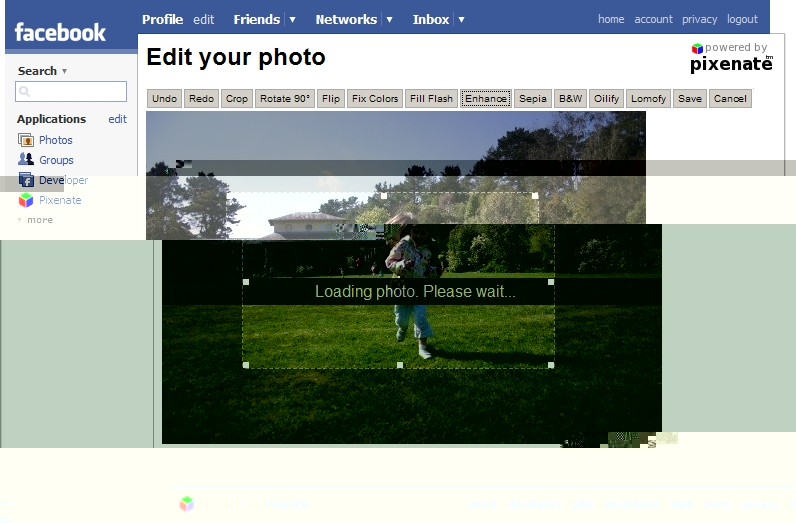 facebook
Profile edit Friends Networks Inbox
home account privacy logout
Search
Applications edit
Photos
Groups
Developer
Pixenate
more
Edit your photo
powered by
pixenate tm
Undo Redo Crop Rotate 90° Flip Fix Colors Fill Flash Enhance Sepia B&W Oilify Lomofy Save Cancel
Loading photo. Please wait...